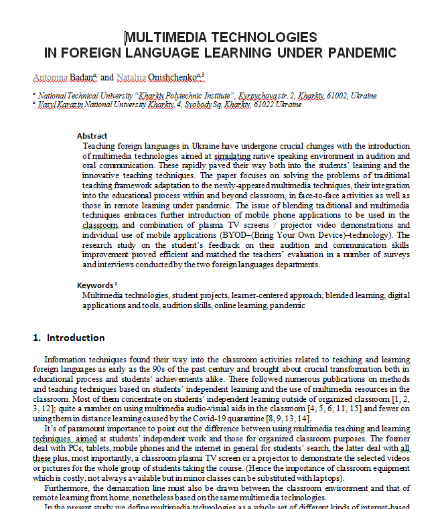 MULTIMEDIA TECHNOLOGIES
IN FOREIGN LANGUAGE LEARNING UNDER PANDEMIC
Antonina Badanᵃ and Nataliia Onishchenkoᵃ,ᵇ
ᵃ National Technical University "Kharkiv Polytechnic Institute", Kyrpychova str. 2, Kharkiv, 61002, Ukraine
ᵇ Vasyl Karazin National University Kharkiv, 4, Svobody Sq, Kharkiv, 61022 Ukraine
Abstract
Teaching foreign languages in Ukraine have undergone crucial changes with the introduction
of multimedia technologies aimed at simulating native speaking environment in audition and
oral communication. These rapidly paved their way both into the students' learning and the
innovative teaching techniques. The paper focuses on solving the problems of traditional
teaching framework adaptation to the newly-appeared multimedia techniques, their integration
into the educational process within and beyond classroom, in face-to-face activities as well as
those in remote learning under pandemic. The issue of blending traditional and multimedia
techniques embraces further introduction of mobile phone applications to be used in the
classroom and combination of plasma TV screens / projector video demonstrations and
individual use of mobile applications (BYOD–(Bring Your Own Device)–technology). The
research study on the student's feedback on their audition and communication skills
improvement proved efficient and matched the teachers' evaluation in a number of surveys
and interviews conducted by the two foreign languages departments.
Keywords ¹
Multimedia technologies, student projects, learner-centered approach, blended learning, digital
applications and tools, audition skills, online learning, pandemic
1. Introduction
Information techniques found their way into the classroom activities related to teaching and learning
foreign languages as early as the 90s of the past century and brought about crucial transformation both in
educational process and students' achievements alike. There followed numerous publications on methods
and teaching techniques based on students' independent learning and the use of multimedia resources in the
classroom. Most of them concentrate on students' independent learning outside of organized classroom [1, 2,
3, 12]; quite a number on using multimedia audio-visual aids in the classroom [4, 5, 6, 11, 15] and fewer on
using them in distance learning caused by the Covid-19 quarantine [8, 9, 13, 14].
It's of paramount importance to point out the difference between using multimedia teaching and learning
techniques aimed at students' independent work and those for organized classroom purposes. The former
deal with PCs, tablets, mobile phones and the internet in general for students' search, the latter deal with all
these plus, most importantly, a classroom plasma TV screen or a projector to demonstrate the selected videos
or pictures for the whole group of students taking the course. (Hence the importance of classroom equipment
which is costly, not always available but in minor classes can be substituted with laptops).
Furthermore, the demarcation line must also be drawn between the classroom environment and that of
remote learning from home, nonetheless based on the same multimedia technologies.
In the present study we define multimedia technologies as a whole set of different kinds of internet-based